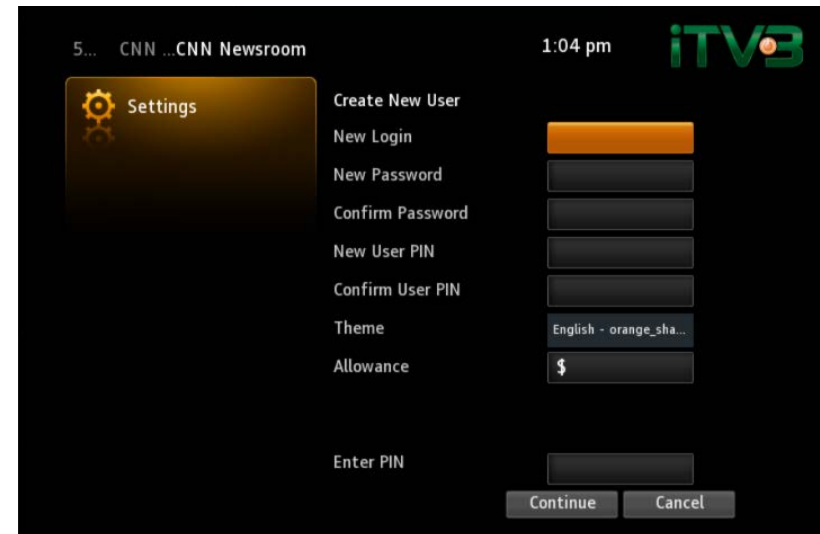 5... CNN ...CNN Newsroom 1:04 pm iTVB
Settings
Create New User
New Login
New Password
Confirm Password
New User PIN
Confirm User PIN
Theme English - orange_sha...
Allowance $
Enter PIN
Continue Cancel